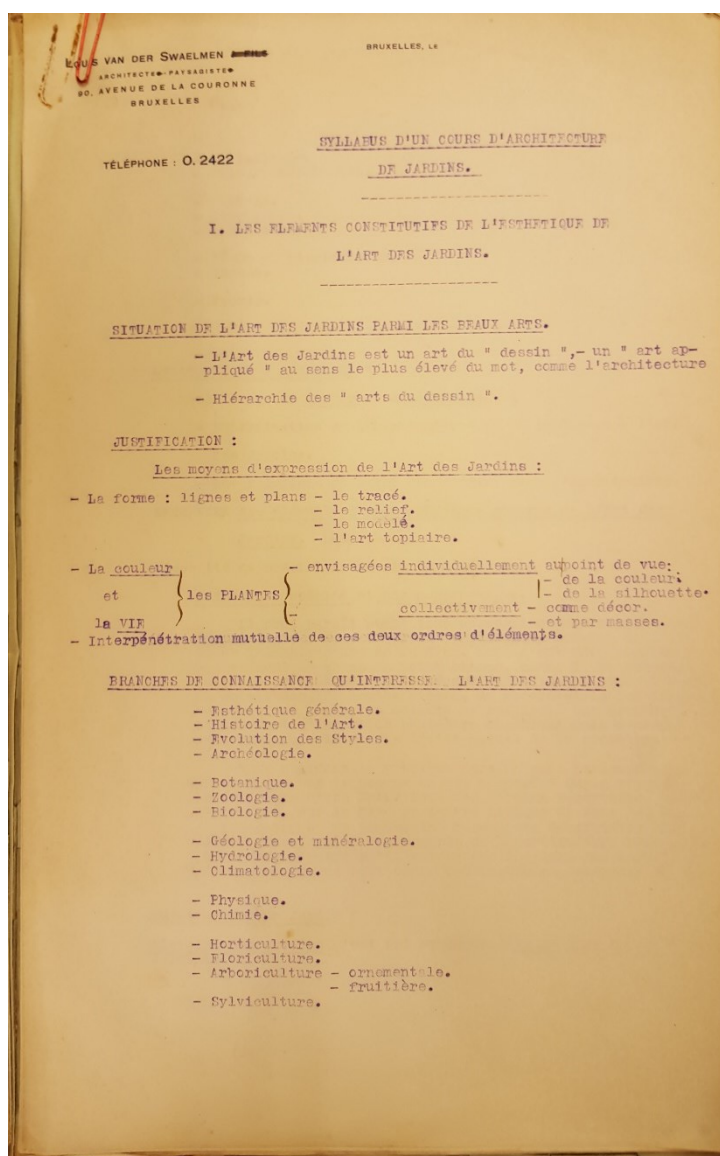 LOUIS VAN DER SWAELMEN
ARCHITECTE PAYSAGISTE
90, AVENUE DE LA COURONNE
BRUXELLES
BRUXELLES, LE
TÉLÉPHONE : O. 2422
SYLLABUS D'UN COURS D'ARCHITECTURE
DE JARDINS.
I. LES ELEMENTS CONSTITUTIFS DE L'ESTHETIQUE DE
L'ART DES JARDINS.
SITUATION DE L'ART DES JARDINS PARMI LES BEAUX ARTS.
- L'Art des Jardins est un art du " dessin ",- un " art ap-
pliqué " au sens le plus élevé du mot, comme l'architecture
- Hiérarchie des " arts du dessin ".
JUSTIFICATION :
Les moyens d'expression de l'Art des Jardins :
- La forme : lignes et plans - le tracé.
- le relief.
- le modelé.
- l'art topiaire.
- La couleur - envisagées individuellement au point de vue:
- de la couleur.
et les PLANTES - de la silhouette.
- collectivement - comme décor.
la VIE - et par masses.
- Interpénétration mutuelle de ces deux ordres d'éléments.
BRANCHES DE CONNAISSANCE QU'INTERESSE L'ART DES JARDINS :
- Esthétique générale.
- Histoire de l'Art.
- Evolution des Styles.
- Archéologie.
- Botanique.
- Zoologie.
- Biologie.
- Géologie et minéralogie.
- Hydrologie.
- Climatologie.
- Physique.
- Chimie.
- Horticulture.
- Floriculture.
- Arboriculture - ornementale.
- fruitière.
- Sylviculture.